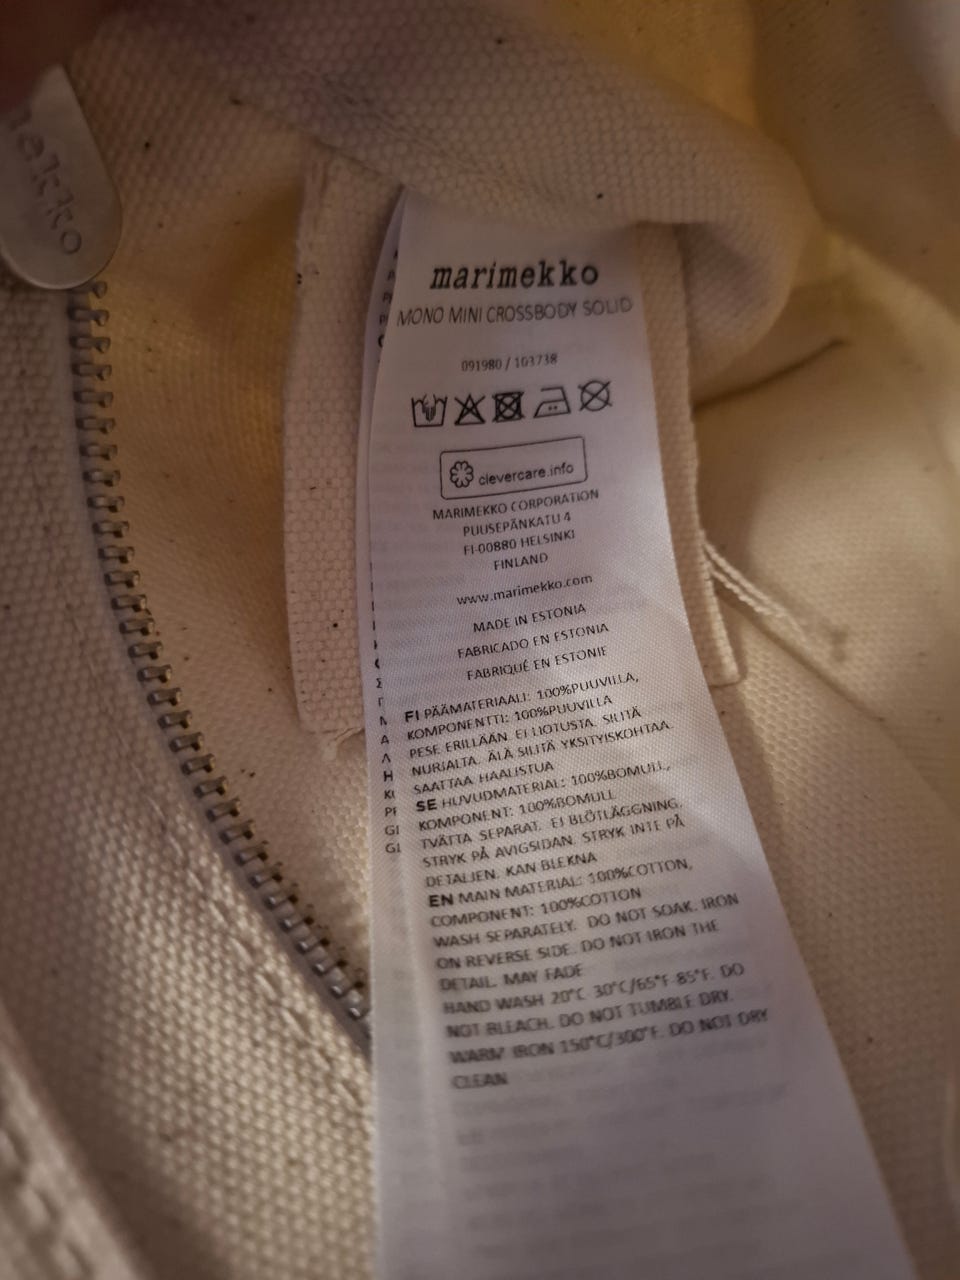 ekko
marimekko
MONO MINI CROSSBODY SOLID
091980 / 103738
clevercare.info
MARIMEKKO CORPORATION
PUUSEPÄNKATU 4
FI-00880 HELSINKI
FINLAND
www.marimekko.com
MADE IN ESTONIA
FABRICADO EN ESTONIA
FABRIQUÉ EN ESTONIE
FI PÄÄMATERIAALI: 100%PUUVILLA,
KOMPONENTTI: 100%PUUVILLA
PESE ERILLÄÄN. EI LIOTUSTA. SILITÄ
NURJALTA. ÄLÄ SILITÄ YKSITYISKOHTAA.
SAATTAA HAALISTUA
SE HUVUDMATERIAL: 100%BOMULL,
KOMPONENT: 100%BOMULL
TVÄTTA SEPARAT. EJ BLÖTLÄGGNING.
STRYK PÅ AVIGSIDAN. STRYK INTE PÅ
DETALJEN. KAN BLEKNA
EN MAIN MATERIAL: 100%COTTON,
COMPONENT: 100%COTTON
WASH SEPARATELY. DO NOT SOAK. IRON
ON REVERSE SIDE. DO NOT IRON THE
DETAIL. MAY FADE
HAND WASH 20°C-30°C/65°F-85°F. DO
NOT BLEACH. DO NOT TUMBLE DRY.
WARM IRON 150°C/300°F. DO NOT DRY
CLEAN